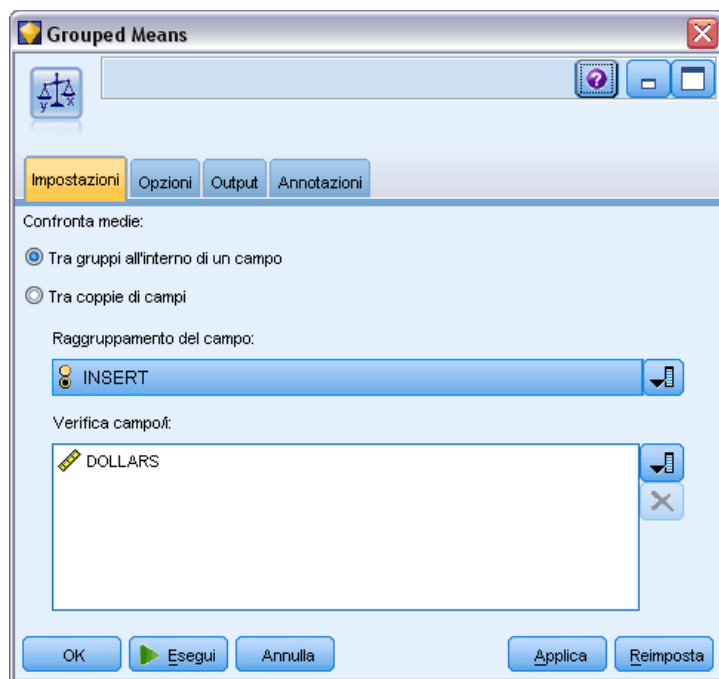 Grouped Means
y x
?
Impostazioni Opzioni Output Annotazioni
Confronta medie:
Tra gruppi all'interno di un campo
Tra coppie di campi
Raggruppamento del campo:
INSERT
Verifica campo/i:
DOLLARS
OK Esegui Annulla Applica Reimposta